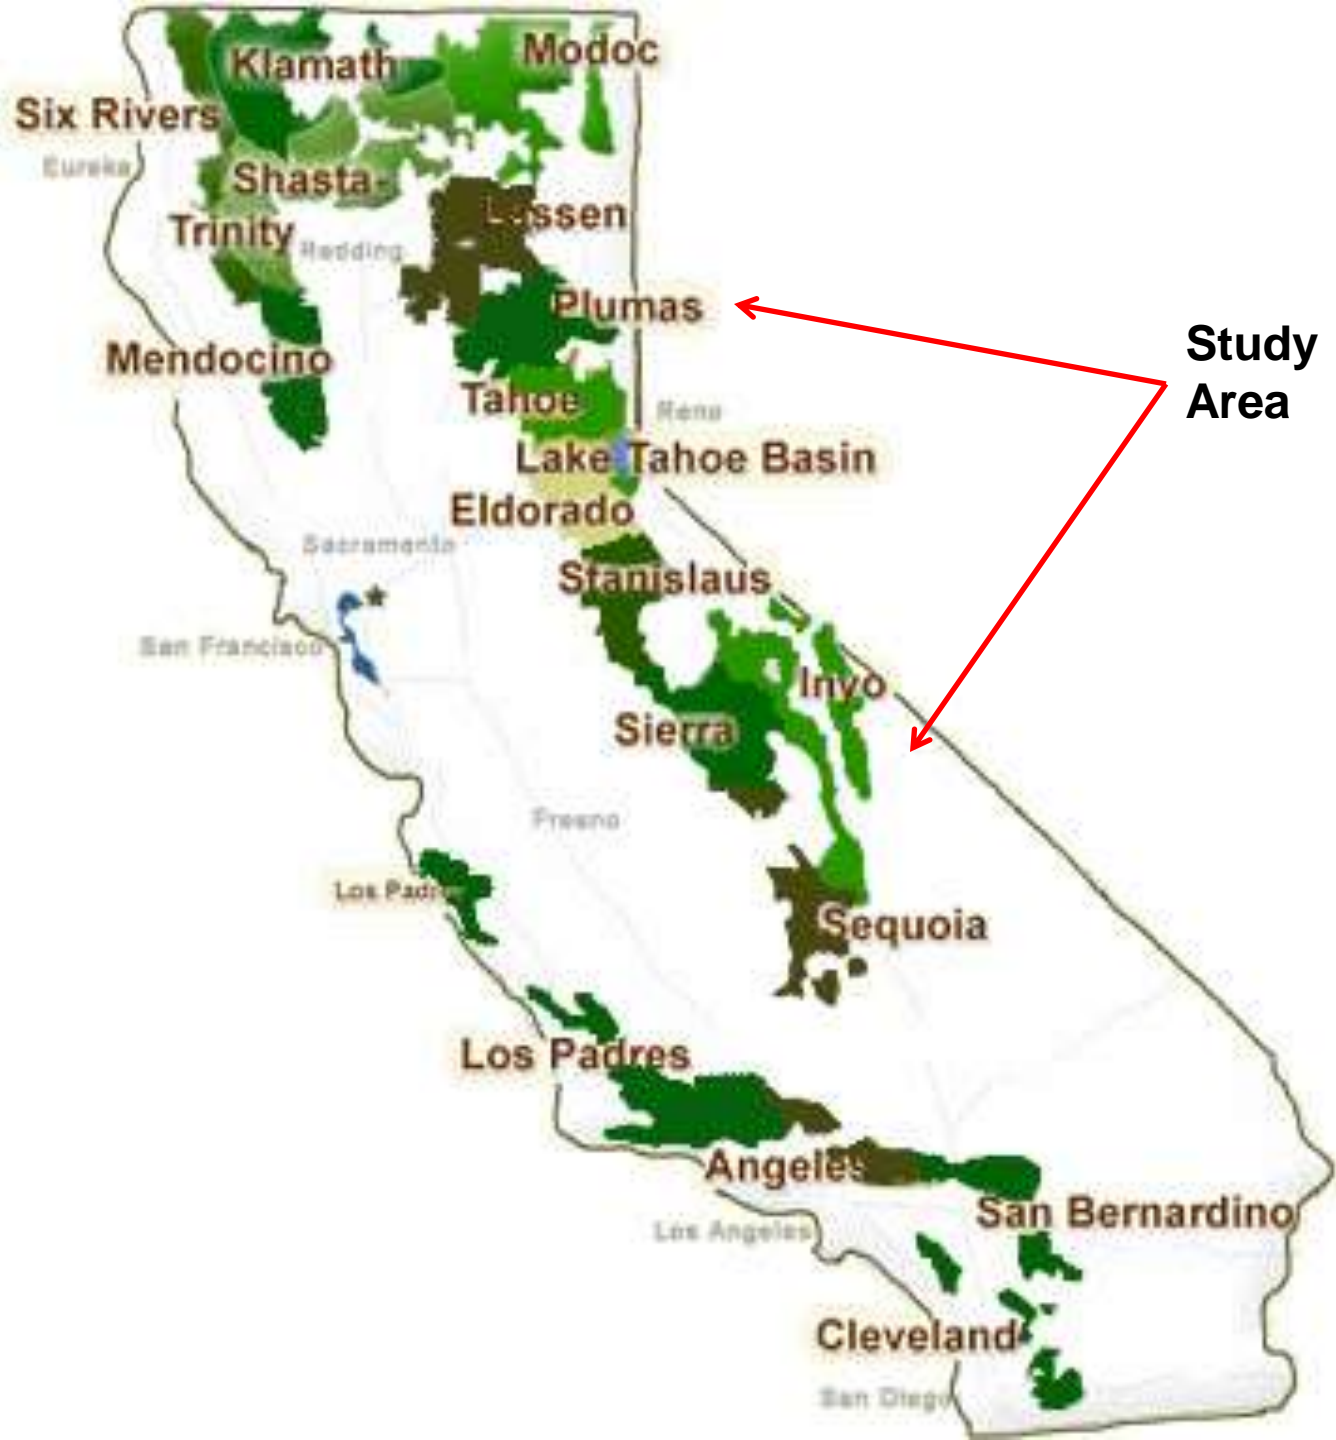 Modoc
Klamath
Six Rivers
Eureka
Shasta-
Trinity
Lassen
Redding
Plumas
Study
Area
Mendocino
Tahoe
Reno
Lake Tahoe Basin
Eldorado
Sacramento
Stanislaus
San Francisco
Inyo
Sierra
Fresno
Los Padres
Sequoia
Los Padres
Angeles
San Bernardino
Los Angeles
Cleveland
San Diego